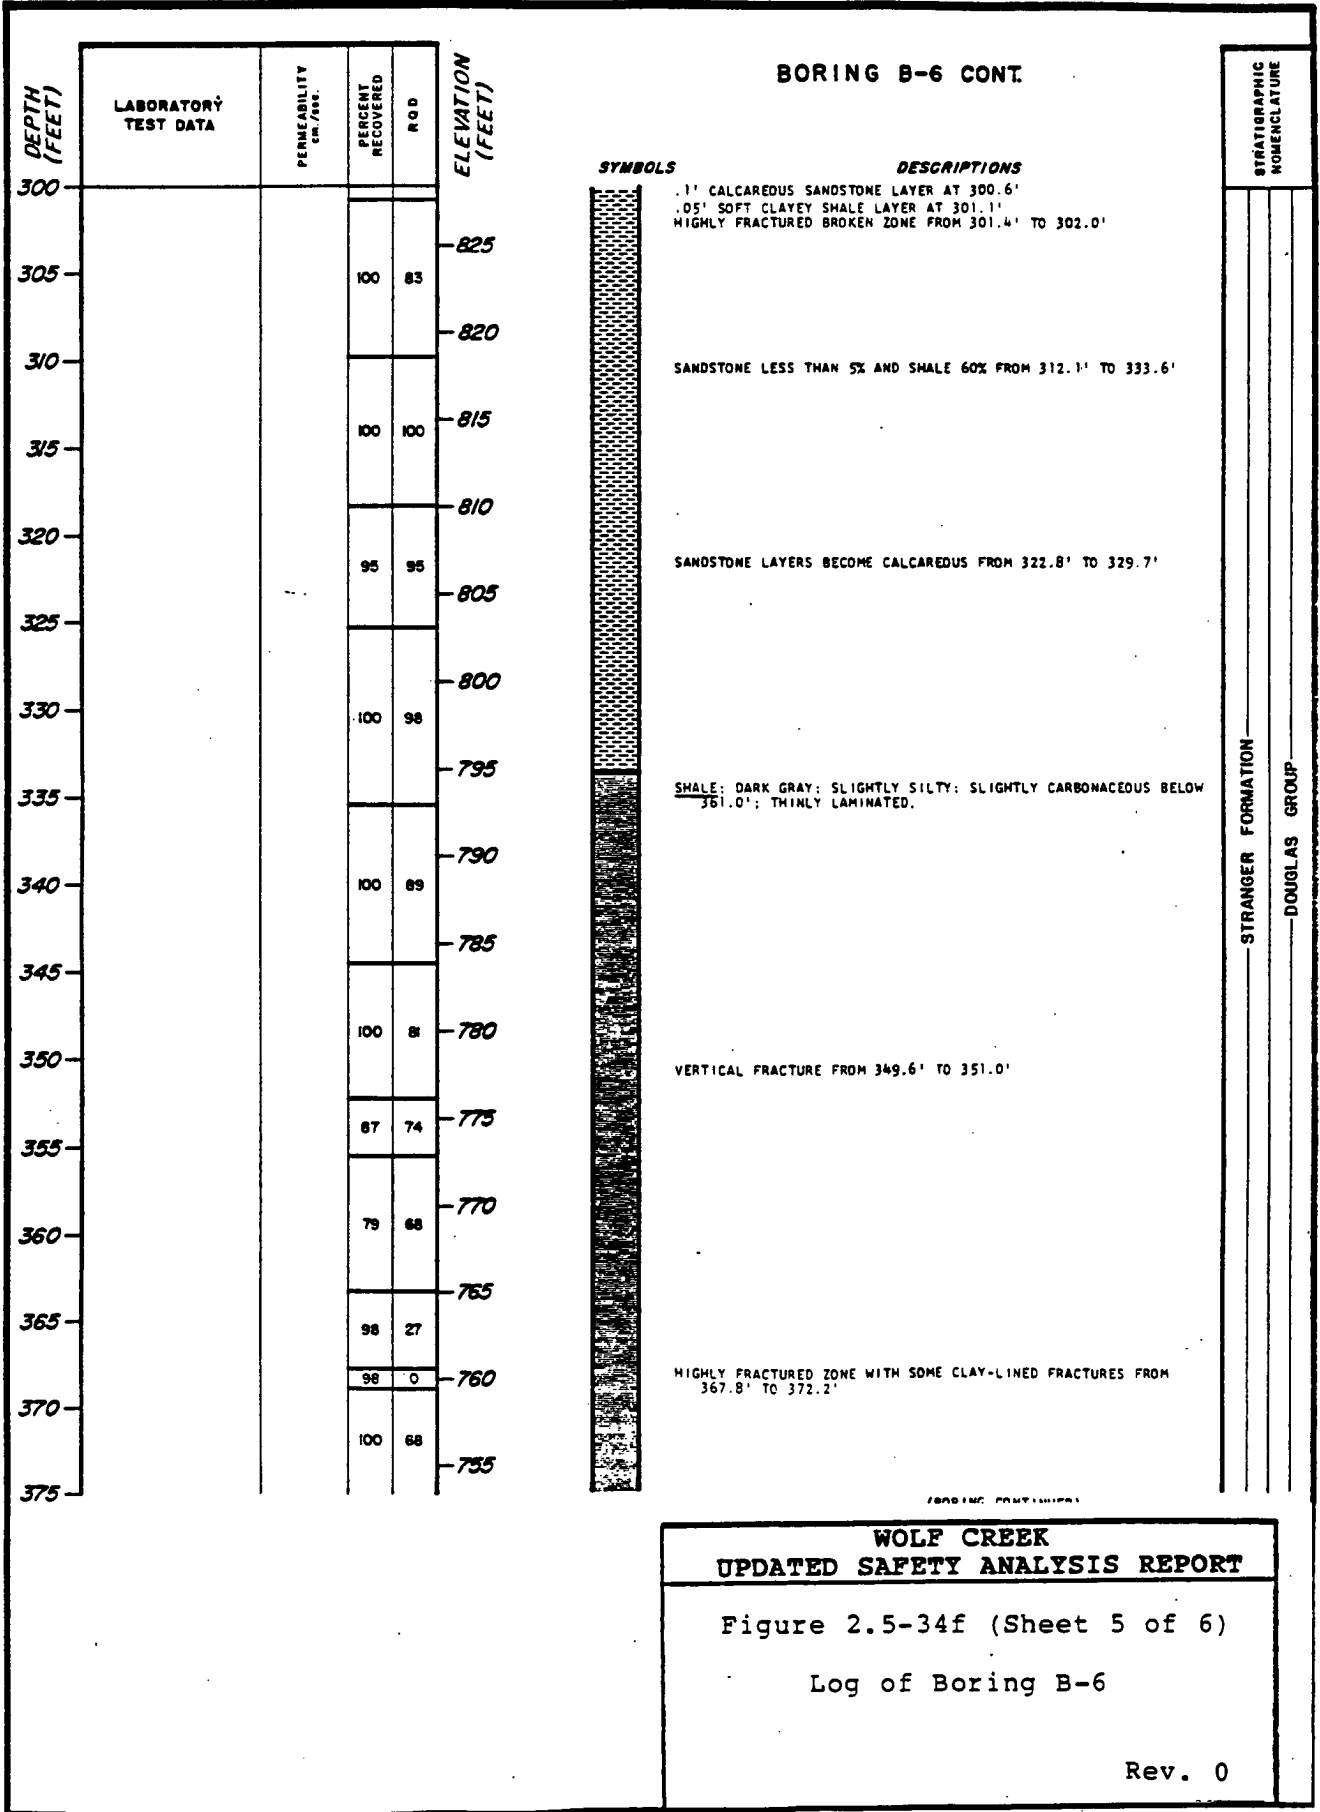 BORING B-6 CONT.
DEPTH (FEET)
LABORATORY TEST DATA
PERMEABILITY cm./sec.
PERCENT RECOVERED
RQD
ELEVATION (FEET)
SYMBOLS
DESCRIPTIONS
STRATIGRAPHIC NOMENCLATURE
300
.1' CALCAREOUS SANDSTONE LAYER AT 300.6'
.05' SOFT CLAYEY SHALE LAYER AT 301.1'
HIGHLY FRACTURED BROKEN ZONE FROM 301.4' TO 302.0'
825
305
100 83
820
310
SANDSTONE LESS THAN 5% AND SHALE 60% FROM 312.1' TO 333.6'
815
100 100
315
810
320
SANDSTONE LAYERS BECOME CALCAREOUS FROM 322.8' TO 329.7'
95 95
805
325
800
330
100 98
795
335
SHALE; DARK GRAY; SLIGHTLY SILTY; SLIGHTLY CARBONACEOUS BELOW
361.0'; THINLY LAMINATED.
790
340
100 89
785
345
100 81
780
350
VERTICAL FRACTURE FROM 349.6' TO 351.0'
775
87 74
355
770
79 68
360
765
365
98 27
HIGHLY FRACTURED ZONE WITH SOME CLAY-LINED FRACTURES FROM
367.8' TO 372.2'
98 0
760
370
100 68
755
375
(BORING CONTINUED)
STRANGER FORMATION
DOUGLAS GROUP
WOLF CREEK
UPDATED SAFETY ANALYSIS REPORT
Figure 2.5-34f (Sheet 5 of 6)
Log of Boring B-6
Rev. 0